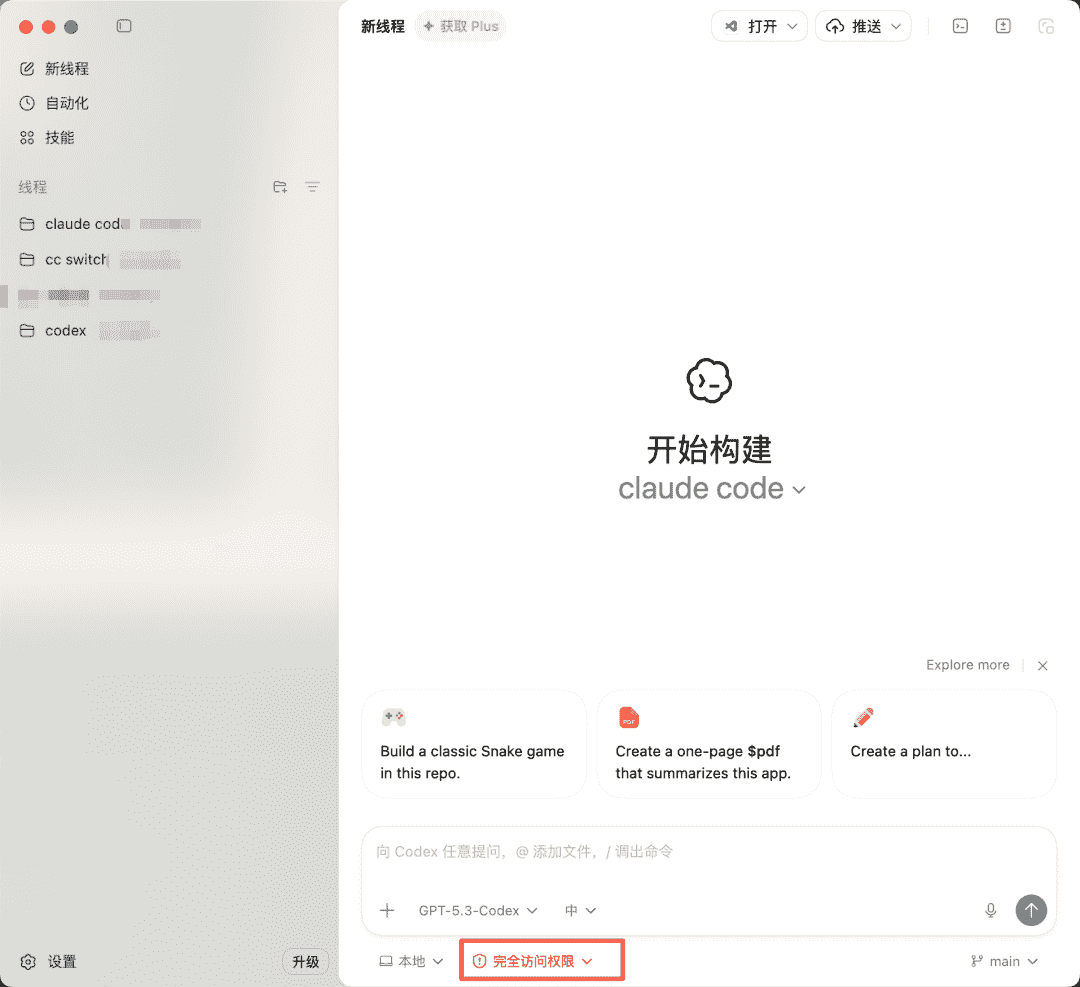 新线程
自动化
技能
线程
claude cod
cc switch
codex
设置
升级
新线程 获取 Plus
打开
推送
开始构建
claude code
Explore more
Build a classic Snake game
in this repo.
PDF
Create a one-page $pdf
that summarizes this app.
Create a plan to...
向 Codex 任意提问，@ 添加文件，/ 调出命令
GPT-5.3-Codex 中
本地 完全访问权限 main